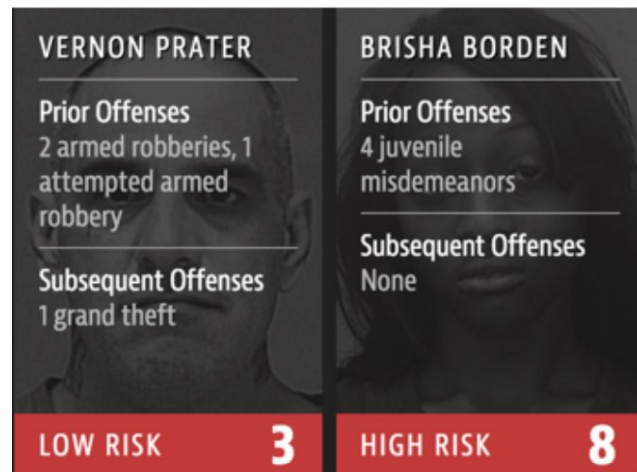 VERNON PRATER
Prior Offenses
2 armed robberies, 1
attempted armed
robbery
Subsequent Offenses
1 grand theft
LOW RISK 3
BRISHA BORDEN
Prior Offenses
4 juvenile
misdemeanors
Subsequent Offenses
None
HIGH RISK 8